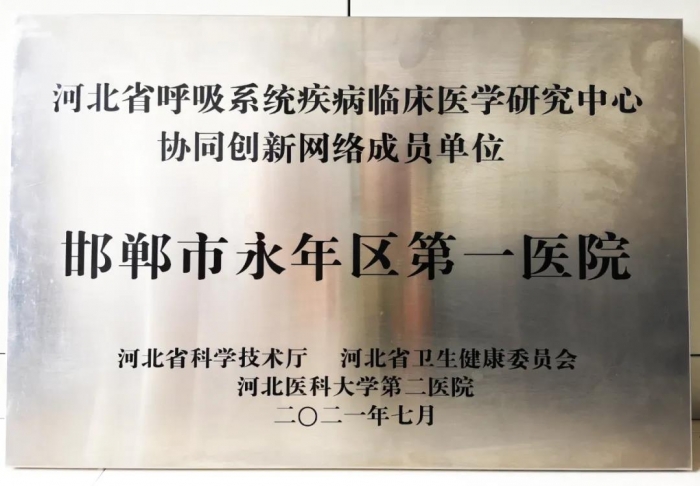 河北省呼吸系统疾病临床医学研究中心
协同创新网络成员单位
邯郸市永年区第一医院
河北省科学技术厅 河北省卫生健康委员会
河北医科大学第二医院
二〇二一年七月